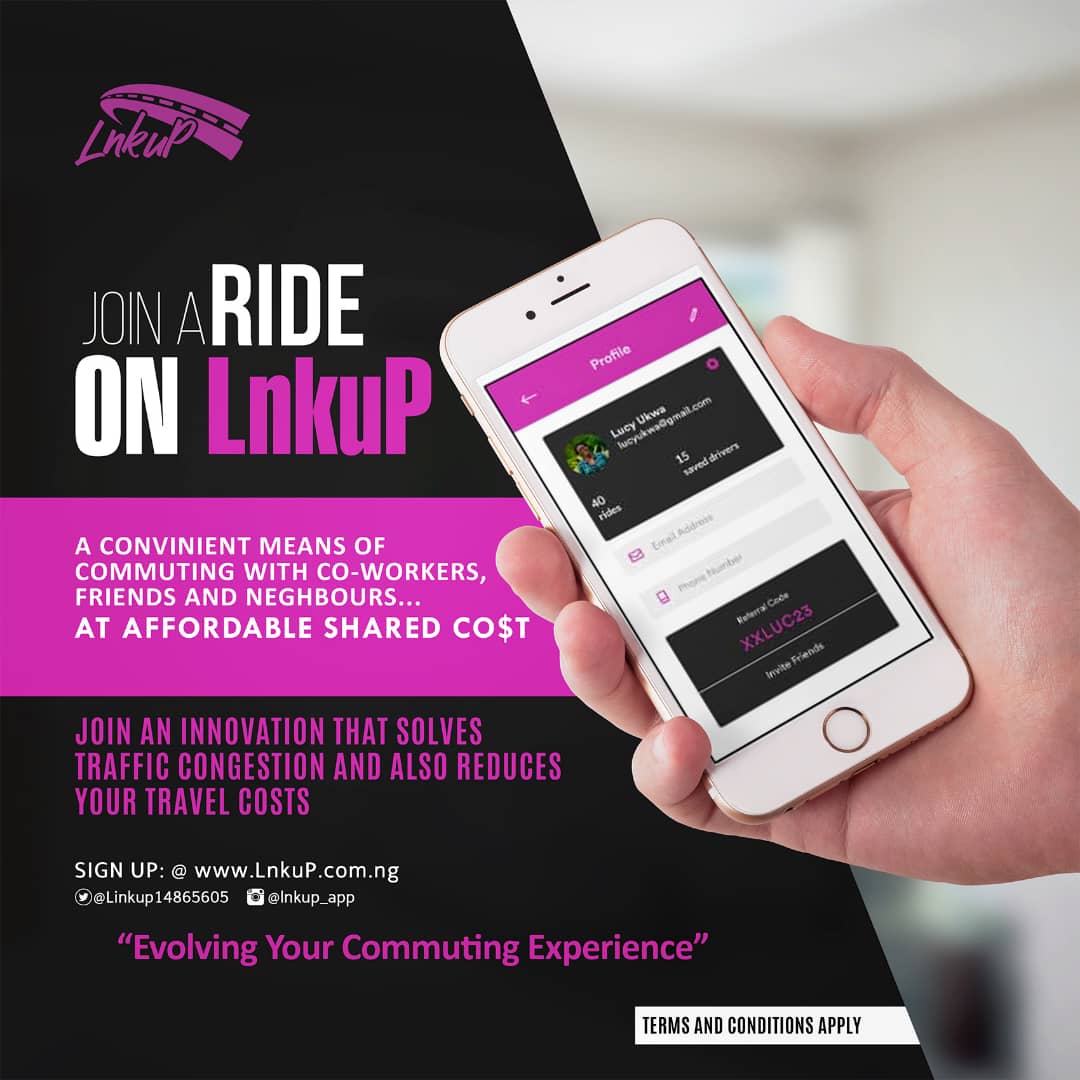 LnkuP
JOIN A RIDE
ON LnkuP
A CONVINIENT MEANS OF
COMMUTING WITH CO-WORKERS,
FRIENDS AND NEGHBOURS...
AT AFFORDABLE SHARED CO$T
JOIN AN INNOVATION THAT SOLVES
TRAFFIC CONGESTION AND ALSO REDUCES
YOUR TRAVEL COSTS
SIGN UP: @ www.LnkuP.com.ng
@Linkup14865605 @lnkup_app
“Evolving Your Commuting Experience”
TERMS AND CONDITIONS APPLY
Profile
Lucy Ukwa
lucyukwa@gmail.com
40
rides
15
saved drivers
Email Address
Phone Number
Referral Code
XXLUC23
Invite Friends